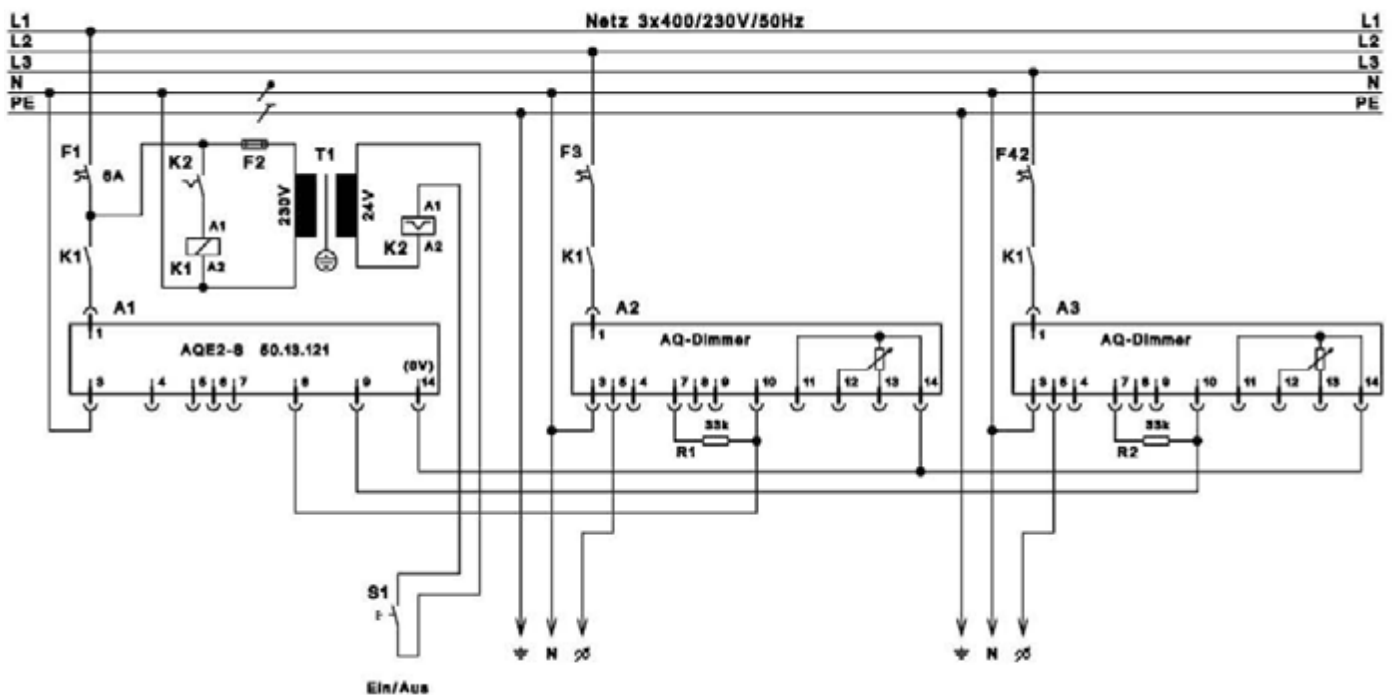 Netz 3x400/230V/50Hz
L1 L1
L2 L2
L3 L3
N N
PE PE
F1 6A K2 F2 T1 F3 F42
230V 24V
A1 A1
K2 A2
K1 K1 A2 K1 K1
A1 A2 A3
1 1 1
AQE2-S 50.13.121 AQ-Dimmer AQ-Dimmer
(0V)
3 4 5 6 7 8 9 14 3 5 4 7 8 9 10 11 12 13 14 3 5 4 7 8 9 10 11 12 13 14
33k 33k
R1 R2
S1
N N
Ein/Aus